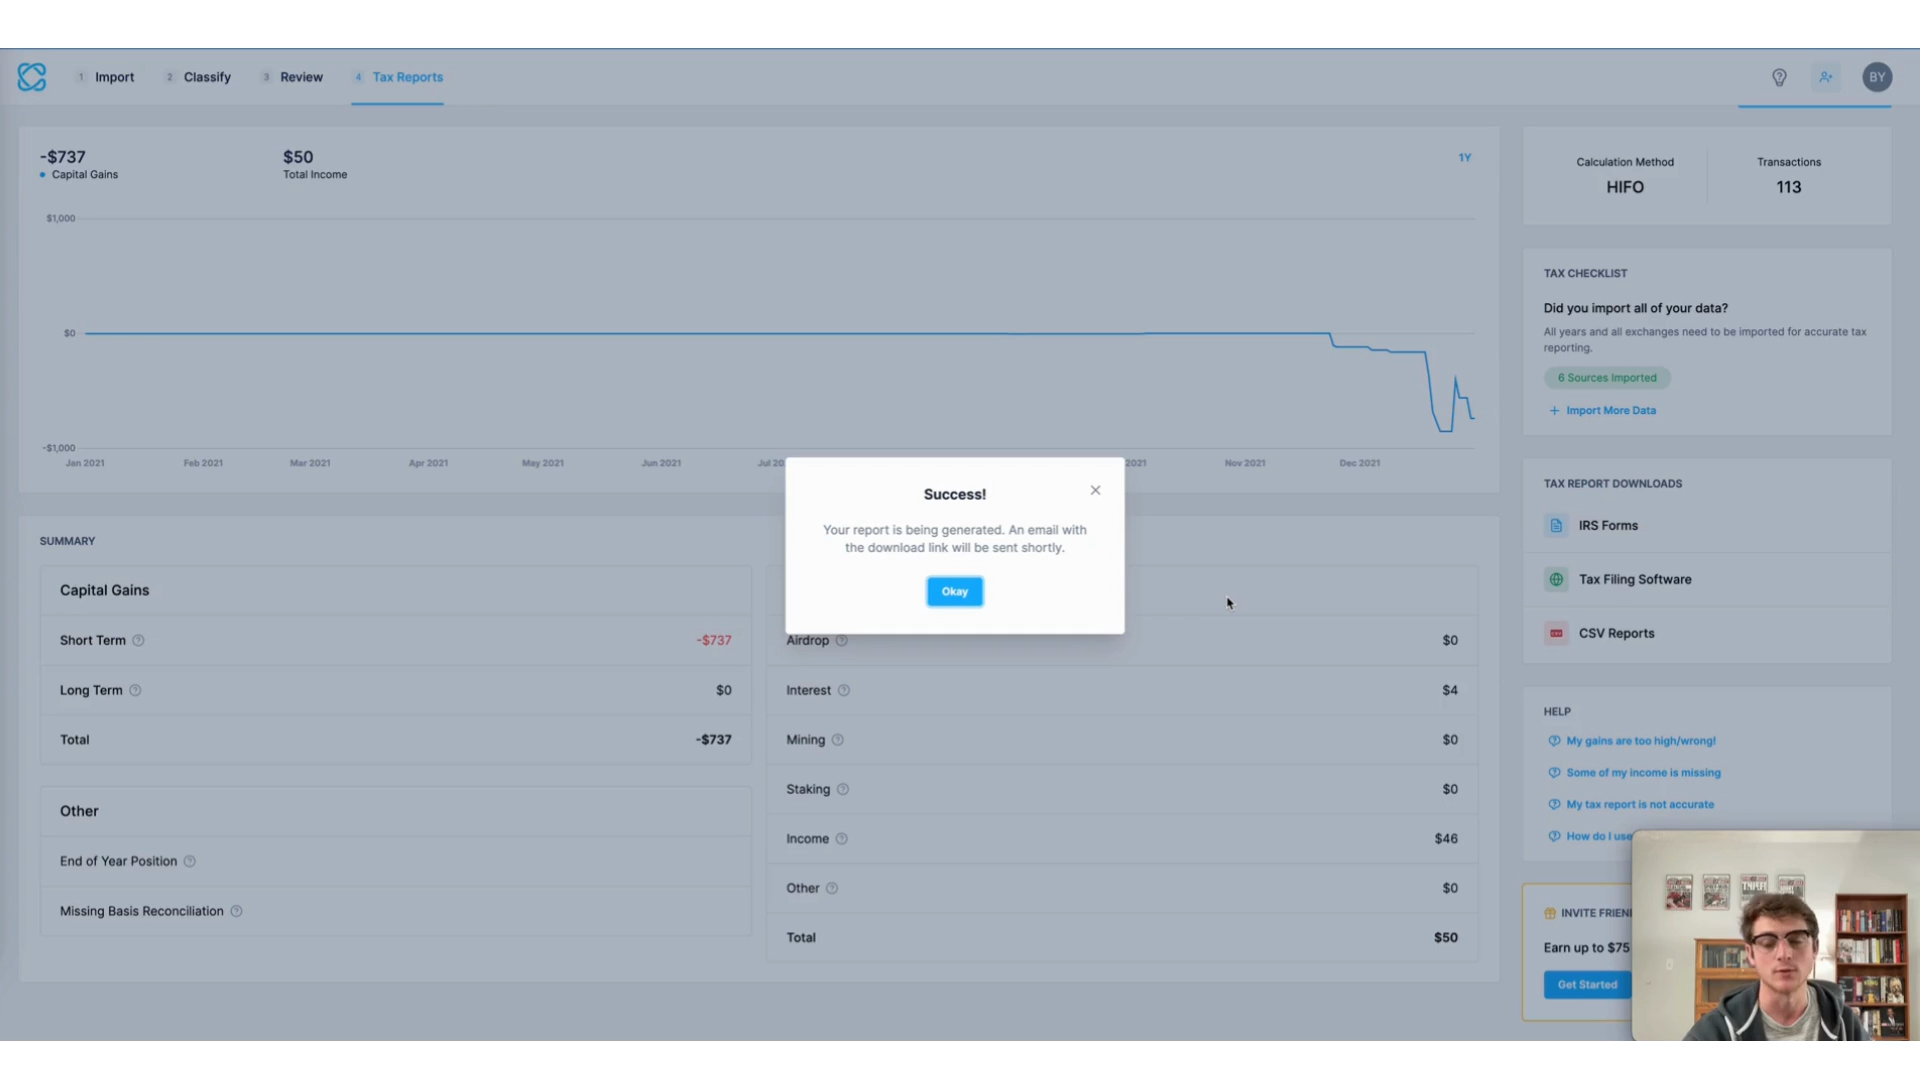 1 Import
2 Classify
3 Review
4 Tax Reports
BY
-$737
Capital Gains
$50
Total Income
1Y
$1,000
$0
-$1,000
Jan 2021
Feb 2021
Mar 2021
Apr 2021
May 2021
Jun 2021
Jul 20
2021
Nov 2021
Dec 2021
Calculation Method
HIFO
Transactions
113
TAX CHECKLIST
Did you import all of your data?
All years and all exchanges need to be imported for accurate tax
reporting.
6 Sources Imported
+ Import More Data
Success!
Your report is being generated. An email with
the download link will be sent shortly.
Okay
TAX REPORT DOWNLOADS
IRS Forms
Tax Filing Software
CSV Reports
SUMMARY
Capital Gains
Short Term -$737
Long Term $0
Total -$737
Other
End of Year Position
Missing Basis Reconciliation
Airdrop $0
Interest $4
Mining $0
Staking $0
Income $46
Other $0
Total $50
HELP
My gains are too high/wrong!
Some of my income is missing
My tax report is not accurate
How do I use
INVITE FRIEN
Earn up to $75
Get Started